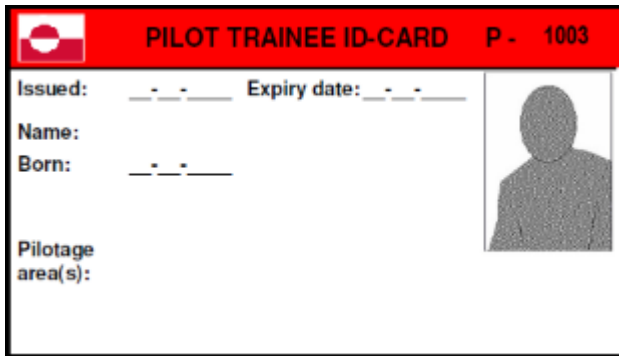 PILOT TRAINEE ID-CARD P - 1003
Issued: __-__-____ Expiry date:__-__-____
Name:
Born: __-__-____
Pilotage
area(s):